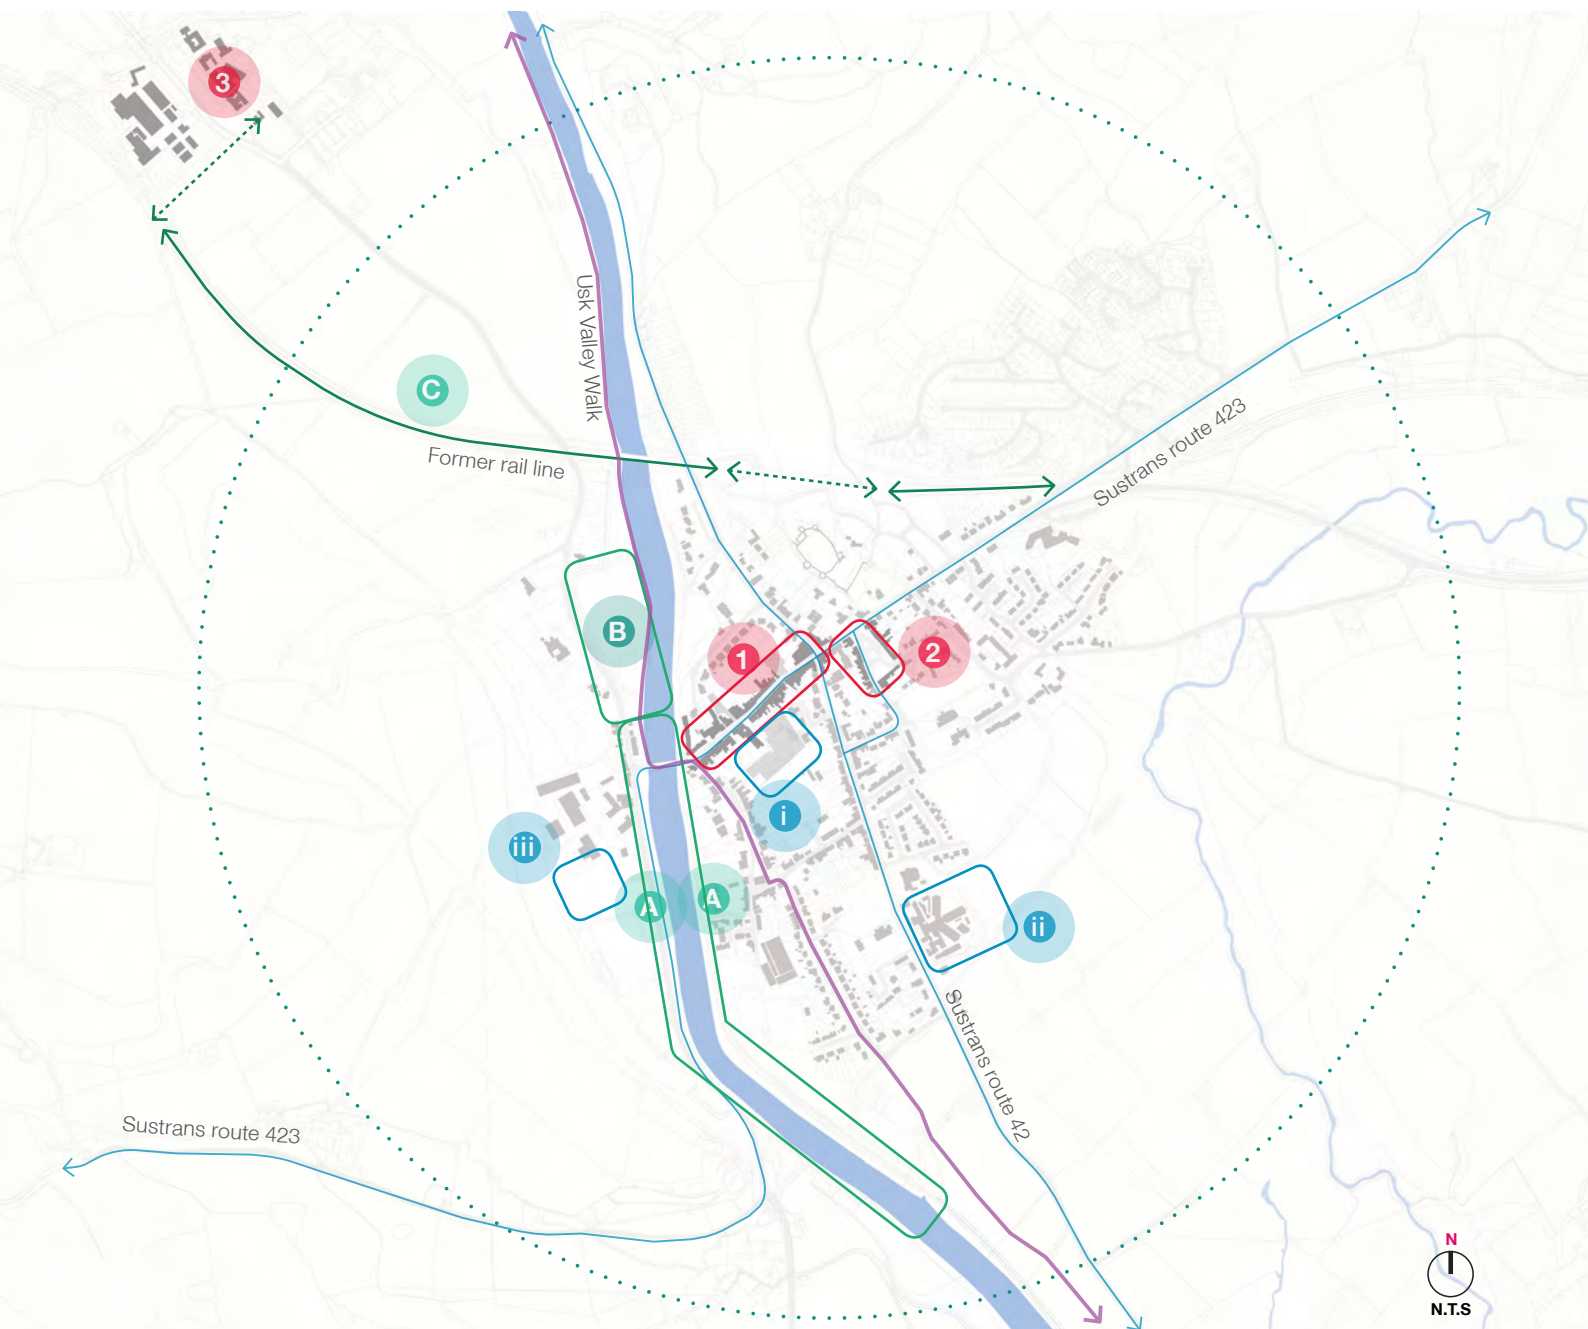 3
Usk Valley Walk
C
Former rail line
Sustrans route 423
B
1
2
i
iii
A
A
ii
Sustrans route 42
Sustrans route 423
N
N.T.S